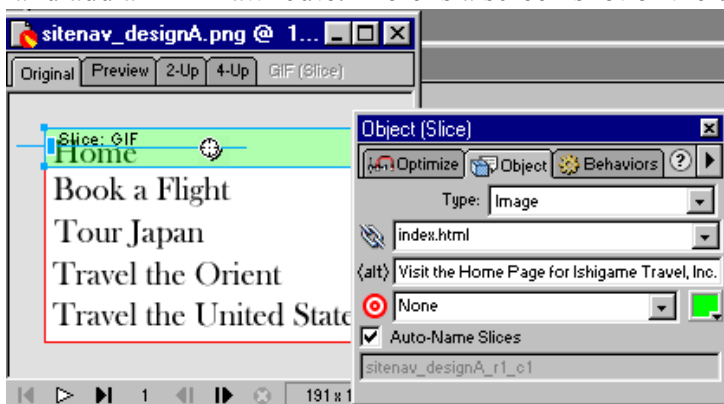 sitenav_designA.png @ 1...
Original Preview 2-Up 4-Up GIF (Slice)
Slice: GIF
Home
Book a Flight
Tour Japan
Travel the Orient
Travel the United State
1
191 x 1
Object (Slice)
Optimize Object Behaviors ?
Type: Image
index.html
(alt) Visit the Home Page for Ishigame Travel, Inc.
None
Auto-Name Slices
sitenav_designA_r1_c1